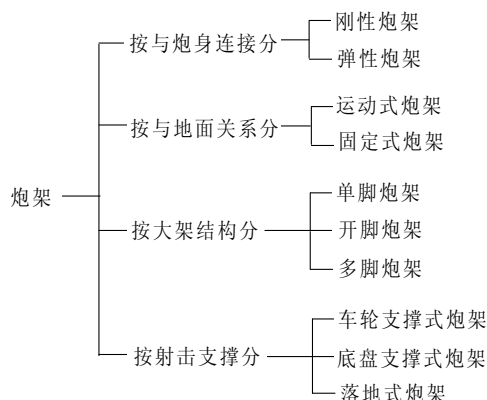 刚性炮架
按与炮身连接分
弹性炮架
运动式炮架
按与地面关系分
固定式炮架
炮架
单脚炮架
按大架结构分
开脚炮架
多脚炮架
车轮支撑式炮架
按射击支撑分
底盘支撑式炮架
落地式炮架